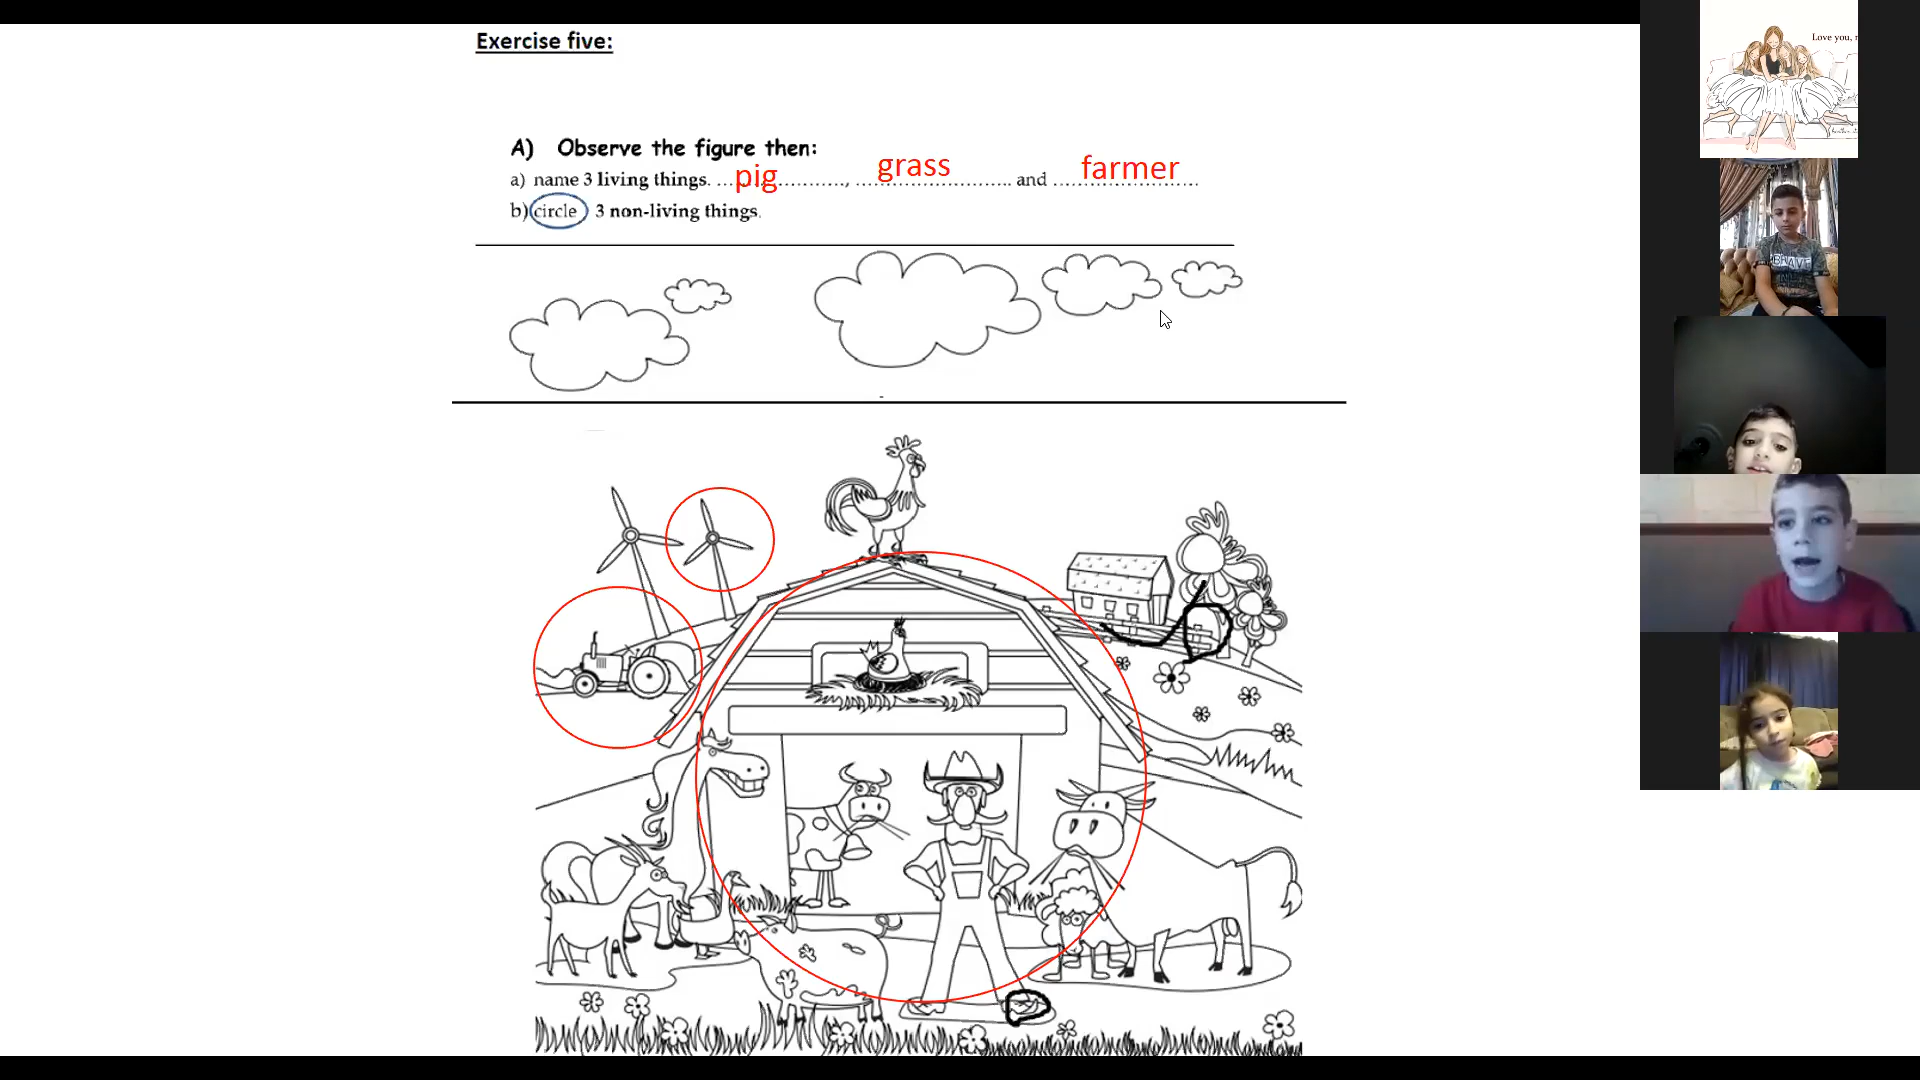 Exercise five:
Love you,
A) Observe the figure then:
a) name 3 living things. ... pig ..........., ... grass ........... and ... farmer ...
b) circle 3 non-living things.
BRAVE